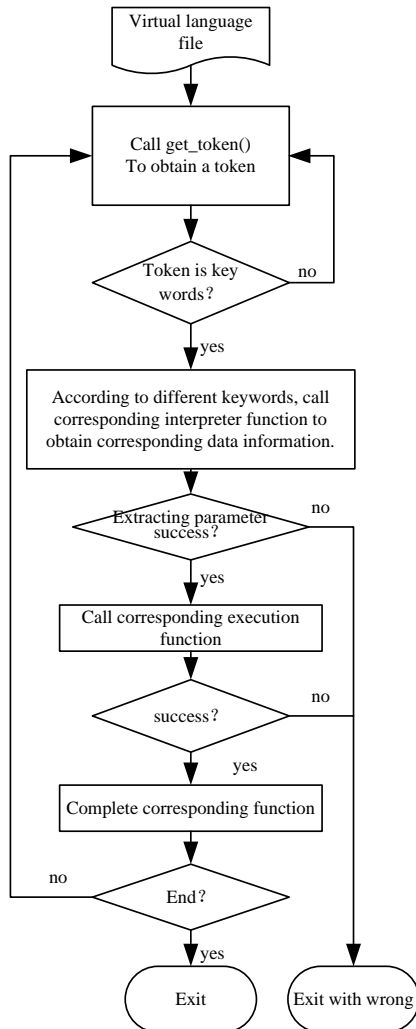 Virtual language
file
Call get_token()
To obtain a token
Token is key
words?
no
yes
According to different keywords, call
corresponding interpreter function to
obtain corresponding data information.
Extracting parameter
success?
no
yes
Call corresponding execution
function
success?
no
yes
Complete corresponding function
End?
no
yes
Exit
Exit with wrong